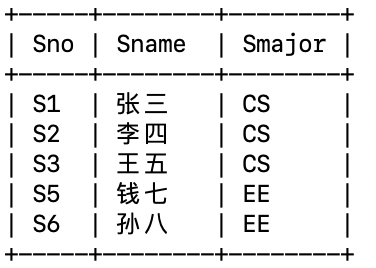 +-----+--------+--------+
| Sno | Sname | Smajor |
+-----+--------+--------+
| S1 | 张三 | CS |
| S2 | 李四 | CS |
| S3 | 王五 | CS |
| S5 | 钱七 | EE |
| S6 | 孙八 | EE |
+-----+--------+--------+